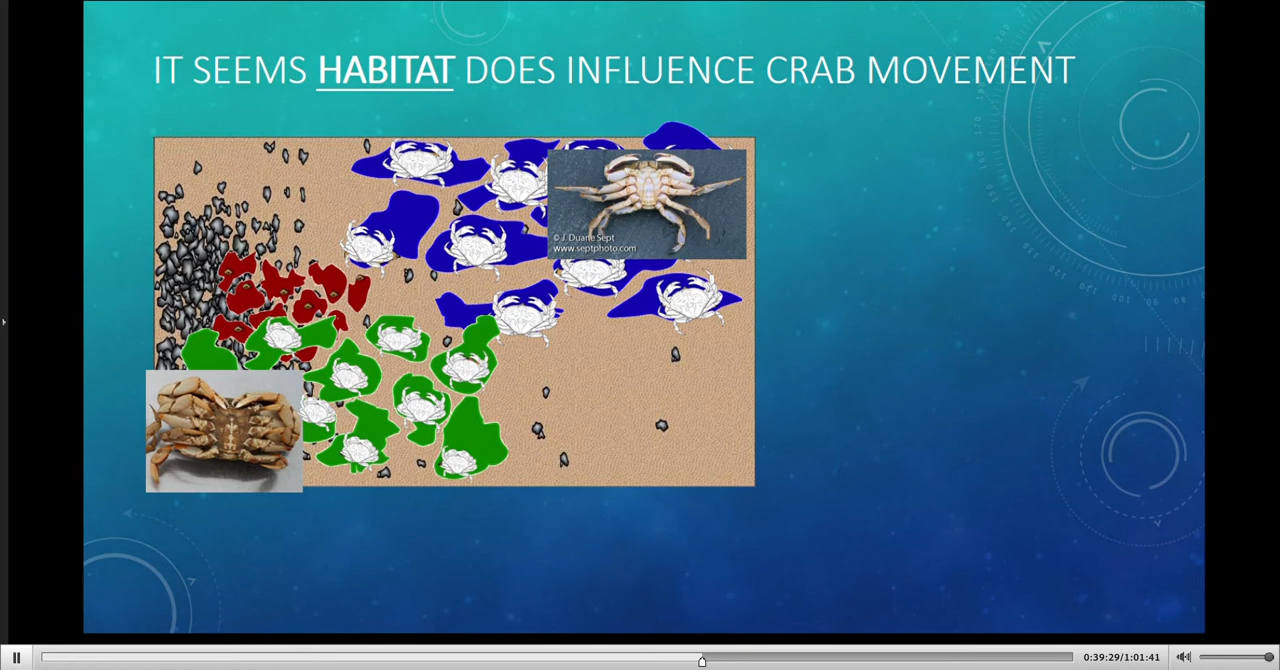 IT SEEMS HABITAT DOES INFLUENCE CRAB MOVEMENT
© J. Duane Sept
www.septphoto.com
0:39:29/1:01:41